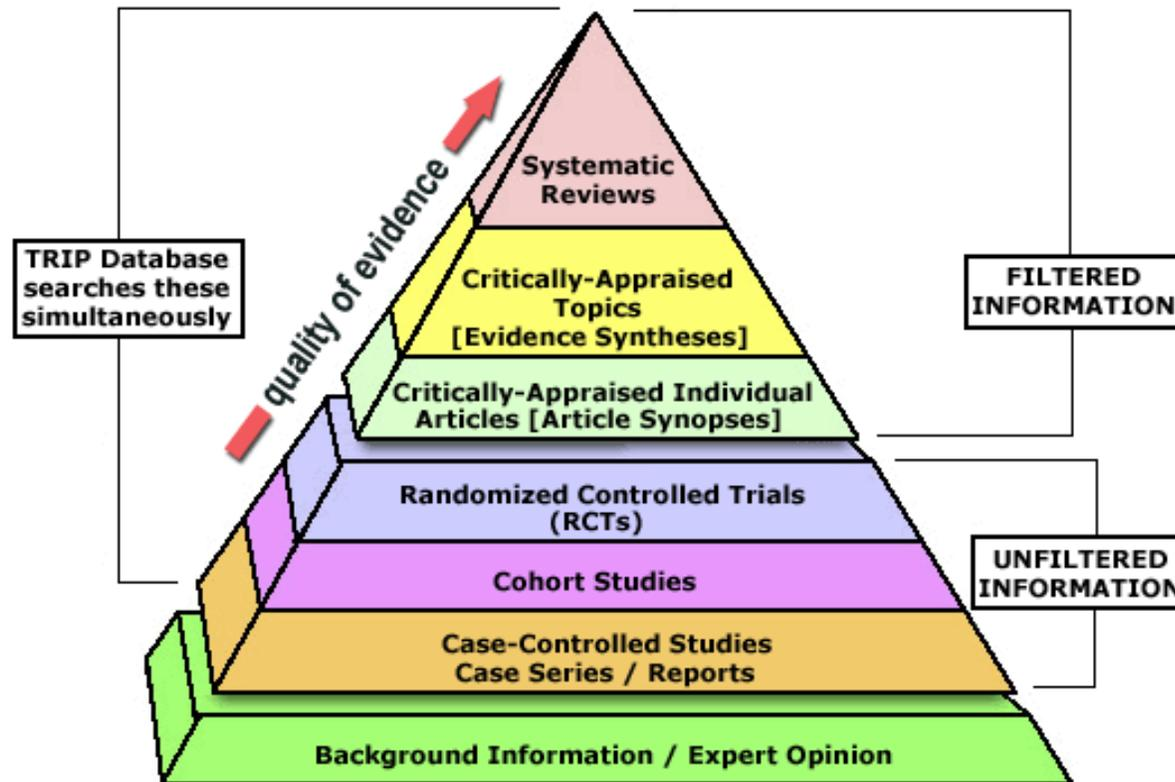 Systematic
Reviews
TRIP Database
searches these
simultaneously
quality of evidence
FILTERED
INFORMATION
Critically-Appraised
Topics
[Evidence Syntheses]
Critically-Appraised Individual
Articles [Article Synopses]
Randomized Controlled Trials
(RCTs)
UNFILTERED
INFORMATION
Cohort Studies
Case-Controlled Studies
Case Series / Reports
Background Information / Expert Opinion